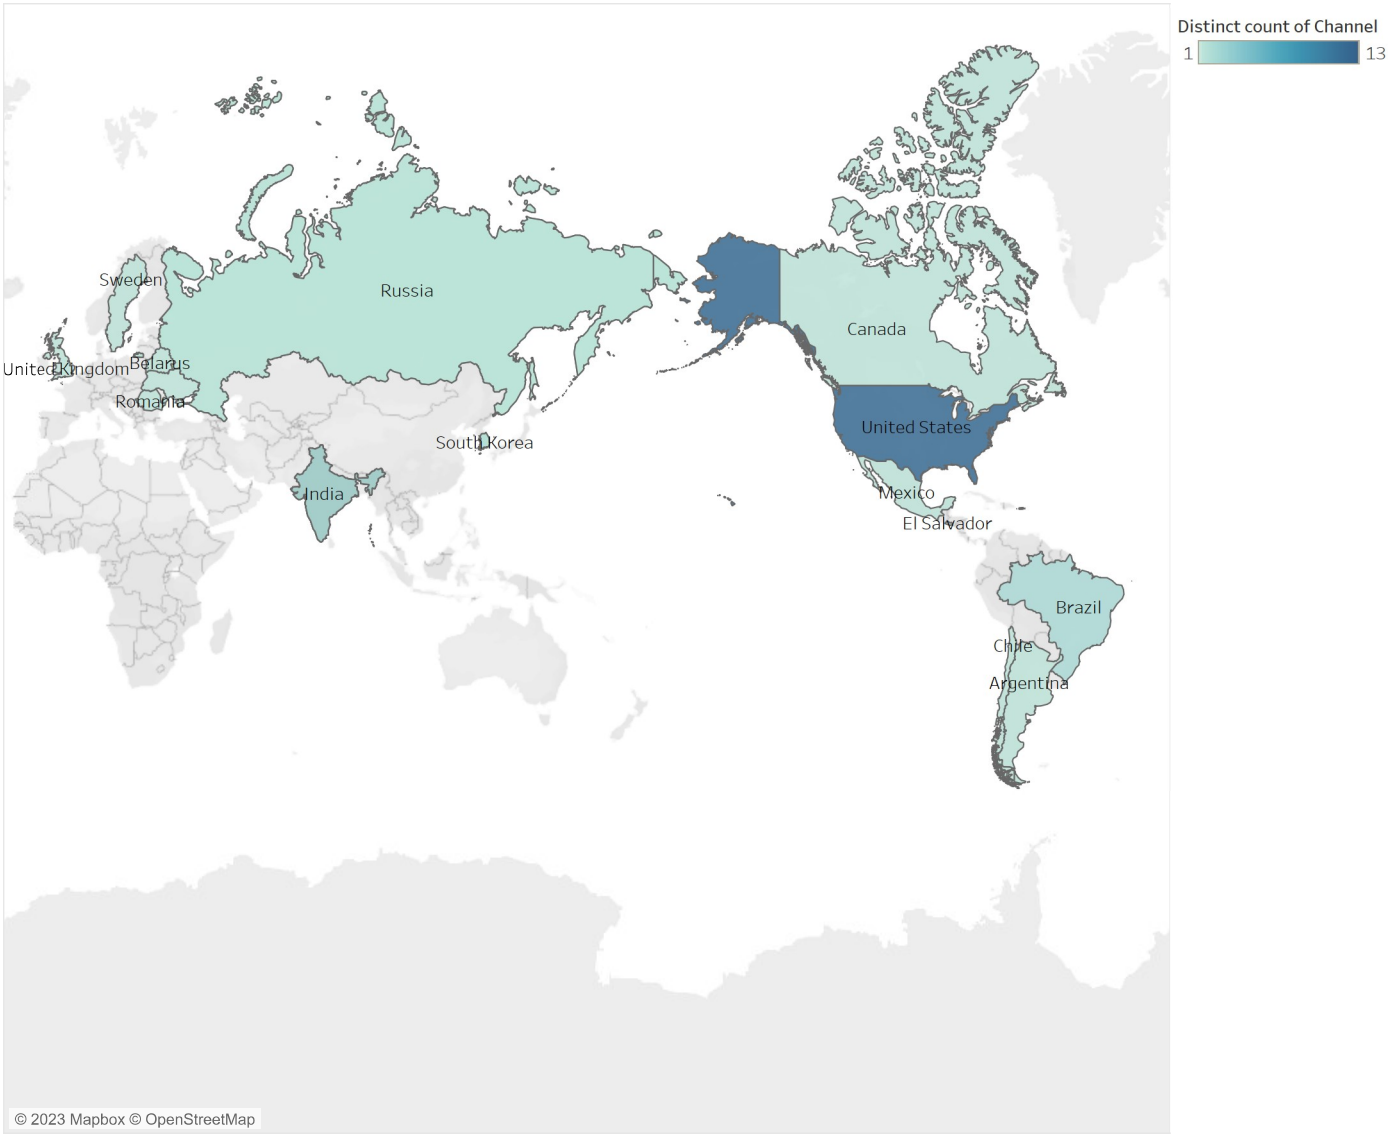 Distinct count of Channel
1 13
Sweden
Russia
Canada
United Kingdom
Belarus
Romania
United States
South Korea
India
Mexico
El Salvador
Brazil
Chile
Argentina
© 2023 Mapbox © OpenStreetMap